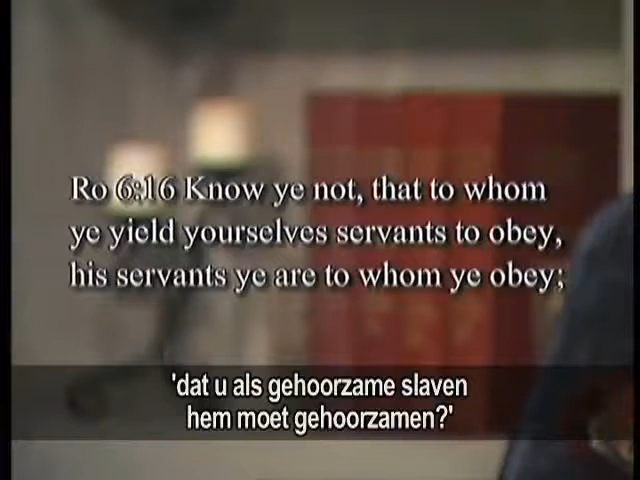 Ro 6:16 Know ye not, that to whom
ye yield yourselves servants to obey,
his servants ye are to whom ye obey;
'dat u als gehoorzame slaven
hem moet gehoorzamen?'